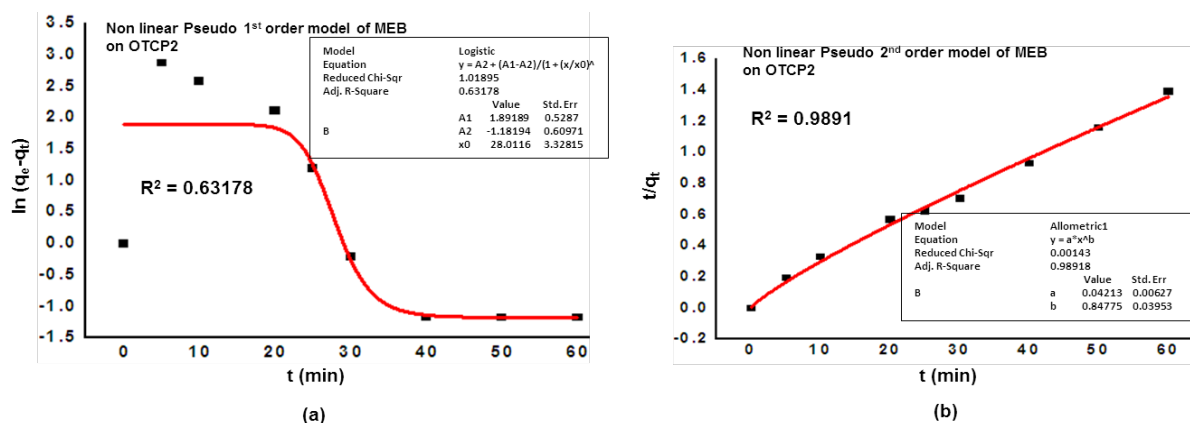 Non linear Pseudo 1st order model of MEB
on OTCP2
3.5
3.0
2.5
2.0
1.5
1.0
0.5
0.0
-0.5
-1.0
-1.5
ln (qe-qt)
Model Logistic
Equation y = A2 + (A1-A2)/(1 + (x/x0)^
Reduced Chi-Sqr 1.01895
Adj. R-Square 0.63178
Value Std. Err
A1 1.89189 0.5287
B A2 -1.18194 0.60971
x0 28.0116 3.32815
R2 = 0.63178
0 10 20 30 40 50 60
t (min)
(a)
Non linear Pseudo 2nd order model of MEB
on OTCP2
1.6
1.4
1.2
1.0
0.8
0.6
0.4
0.2
0.0
-0.2
t/qt
R2 = 0.9891
Model Allometric1
Equation y = a*x^b
Reduced Chi-Sqr 0.00143
Adj. R-Square 0.98918
Value Std. Err
B a 0.04213 0.00627
b 0.84775 0.03953
0 10 20 30 40 50 60
t (min)
(b)